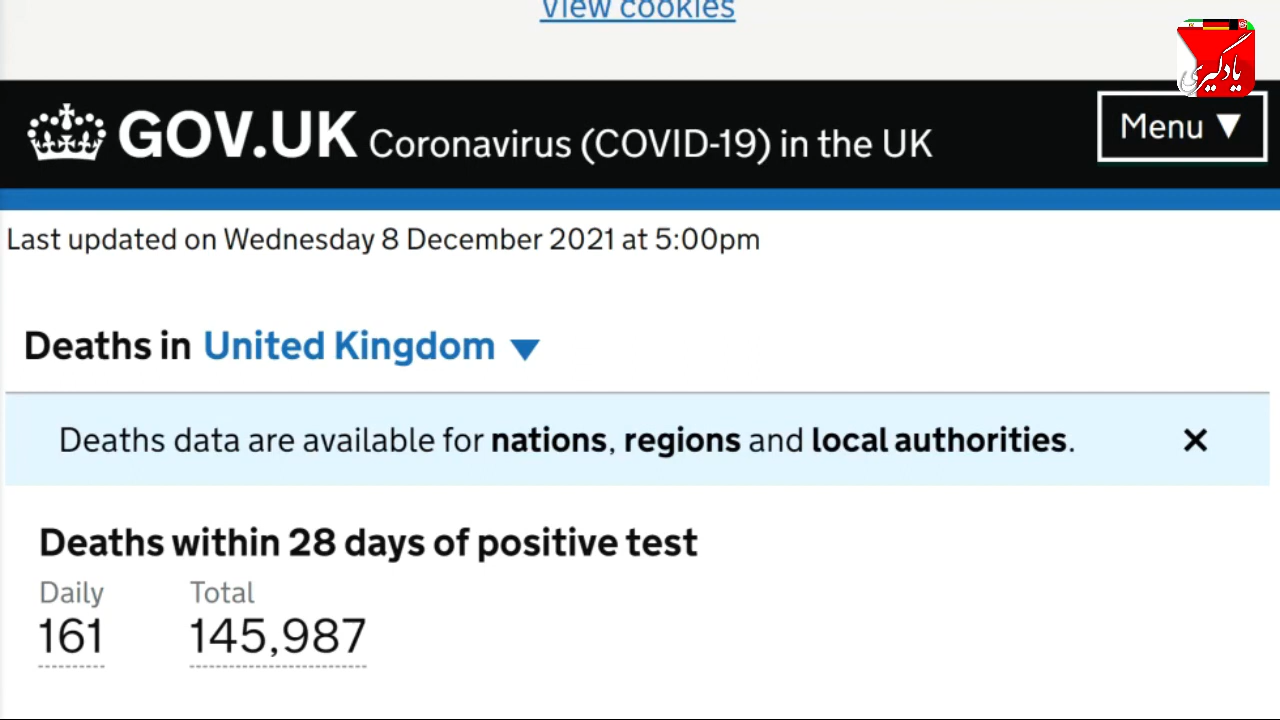 View cookies
یادگیری
GOV.UK Coronavirus (COVID-19) in the UK
Menu ▼
Last updated on Wednesday 8 December 2021 at 5:00pm
Deaths in United Kingdom ▼
Deaths data are available for nations, regions and local authorities. ×
Deaths within 28 days of positive test
Daily Total
161 145,987